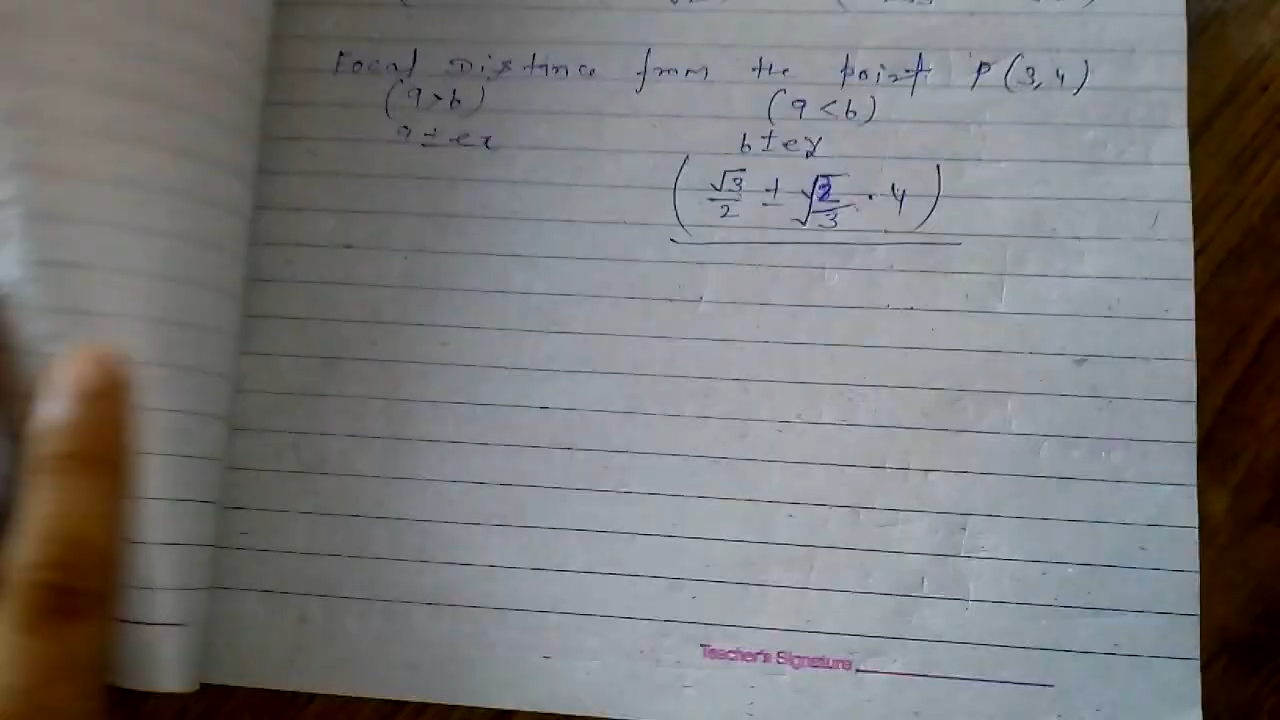 Focal Distance from the point P(3,4)
(a>b) (a<b)
a ± ex b ± ey
(√3/2 ± √2/3 · 4)
Teacher's Signature